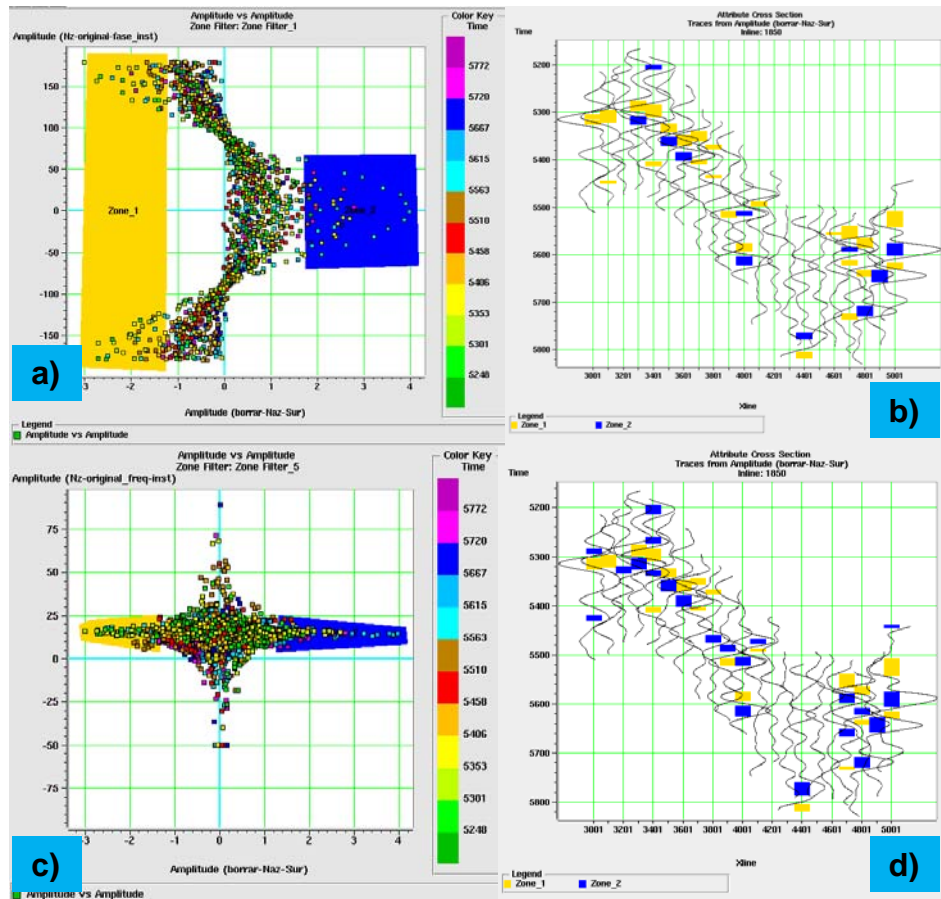 Amplitude vs Amplitude
Zone Filter: Zone Filter_1
Amplitude (Nz-original-fase_inst)
150
100
50
0
-50
-100
-150
Zone_1
-3 -2 -1 0 1 2 3 4
Amplitude (borrar-Naz-Sur)
Legend
Amplitude vs Amplitude
a)
Color Key
Time
5772
5720
5667
5615
5563
5510
5458
5406
5353
5301
5248
Attribute Cross Section
Traces from Amplitude (borrar-Naz-Sur)
Inline: 1850
Time
5200
5300
5400
5500
5600
5700
5800
3001 3201 3401 3601 3801 4001 4201 4401 4601 4801 5001
Xline
Legend
Zone_1 Zone_2
b)
Amplitude vs Amplitude
Zone Filter: Zone Filter_5
Amplitude (Nz-original_freq-inst)
75
50
25
0
-25
-50
-75
-3 -2 -1 0 1 2 3 4
Amplitude (borrar-Naz-Sur)
Amplitude vs Amplitude
c)
Color Key
Time
5772
5720
5667
5615
5563
5510
5458
5406
5353
5301
5248
Attribute Cross Section
Traces from Amplitude (borrar-Naz-Sur)
Inline: 1850
Time
5200
5300
5400
5500
5600
5700
5800
3001 3201 3401 3601 3801 4001 4201 4401 4601 4801 5001
Xline
Legend
Zone_1 Zone_2
d)